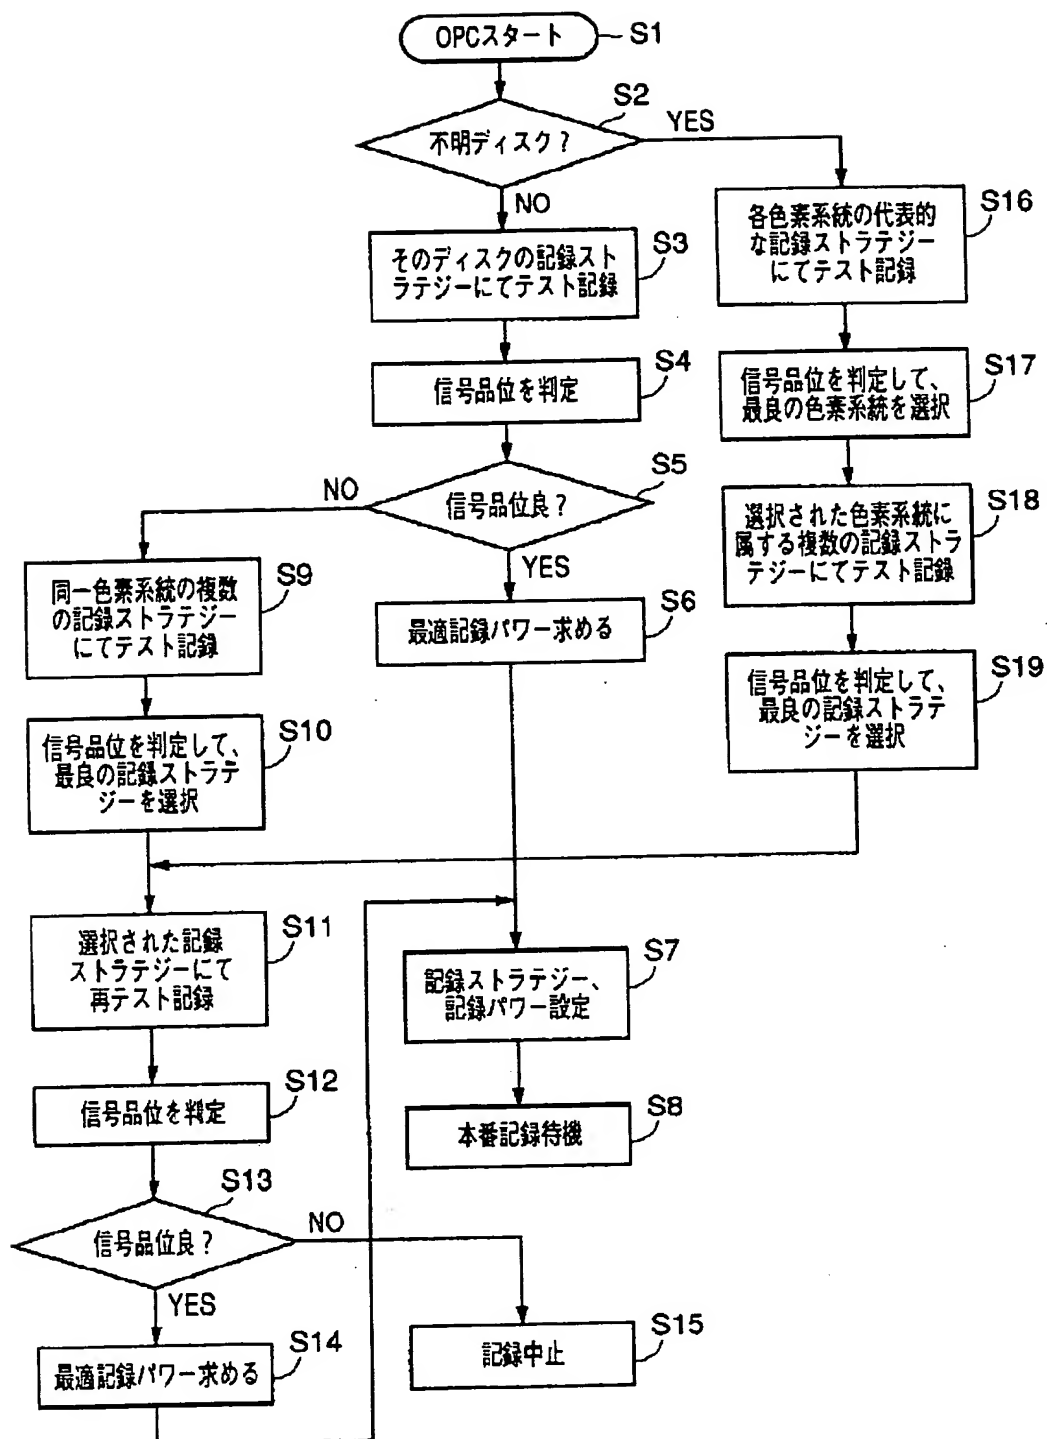 OPCスタート
S1
S2
不明ディスク?
YES
NO
S3
そのディスクの記録スト
ラテジーにてテスト記録
S16
各色素系統の代表的
な記録ストラテジー
にてテスト記録
S4
信号品位を判定
S17
信号品位を判定して、
最良の色素系統を選択
S5
信号品位良?
NO
YES
S18
選択された色素系統に
属する複数の記録ストラ
テジーにてテスト記録
S9
同一色素系統の複数
の記録ストラテジー
にてテスト記録
S6
最適記録パワー求める
S19
信号品位を判定して、
最良の記録ストラテ
ジーを選択
S10
信号品位を判定して、
最良の記録ストラテ
ジーを選択
S11
選択された記録
ストラテジーにて
再テスト記録
S7
記録ストラテジー、
記録パワー設定
S12
信号品位を判定
S8
本番記録待機
S13
信号品位良?
NO
YES
S14
最適記録パワー求める
S15
記録中止